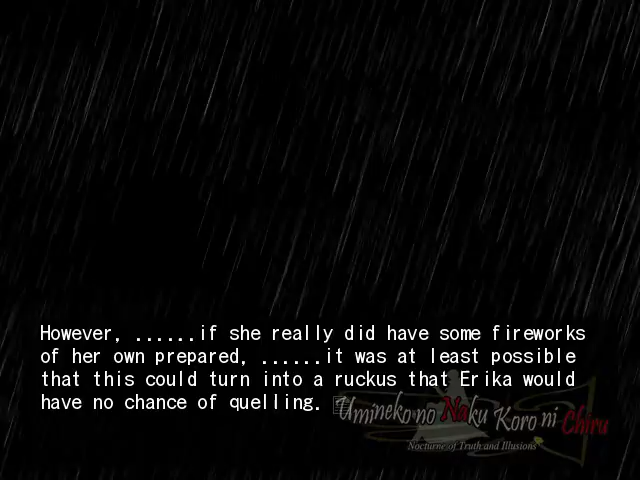 However, ......if she really did have some fireworks
of her own prepared, ......it was at least possible
that this could turn into a ruckus that Erika would
have no chance of quelling.
Umineko no Naku Koro ni Chiru
Nocturne of Truth and Illusions